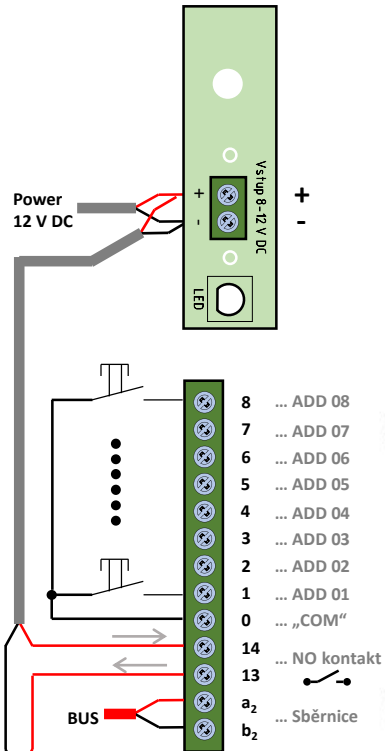 Vstup 8-12 V DC
+
-
LED
Power
12 V DC
+
-
8 ... ADD 08
7 ... ADD 07
6 ... ADD 06
5 ... ADD 05
4 ... ADD 04
3 ... ADD 03
2 ... ADD 02
1 ... ADD 01
0 ... „COM“
14
... NO kontakt
13
a2
... Sběrnice
b2
BUS